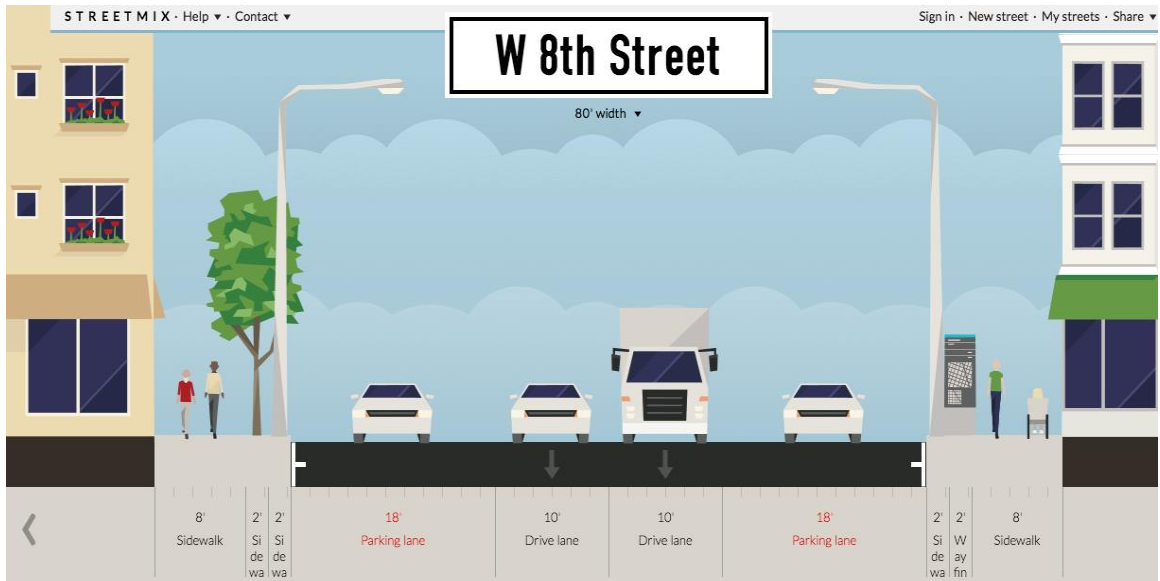 STREETMIX · Help ▾ · Contact ▾
Sign in · New street · My streets · Share ▾
W 8th Street
80' width ▾
8' 2' 2' 18' 10' 10' 18' 2' 2' 8'
Sidewalk Si Si Parking lane Drive lane Drive lane Parking lane Si W Sidewalk
de de de ay
wa wa wa fin